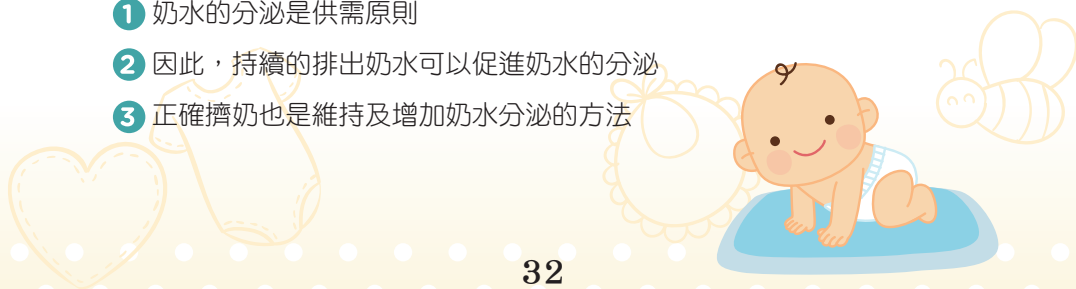 1 奶水的分泌是供需原則
2 因此，持續的排出奶水可以促進奶水的分泌
3 正確擠奶也是維持及增加奶水分泌的方法
32